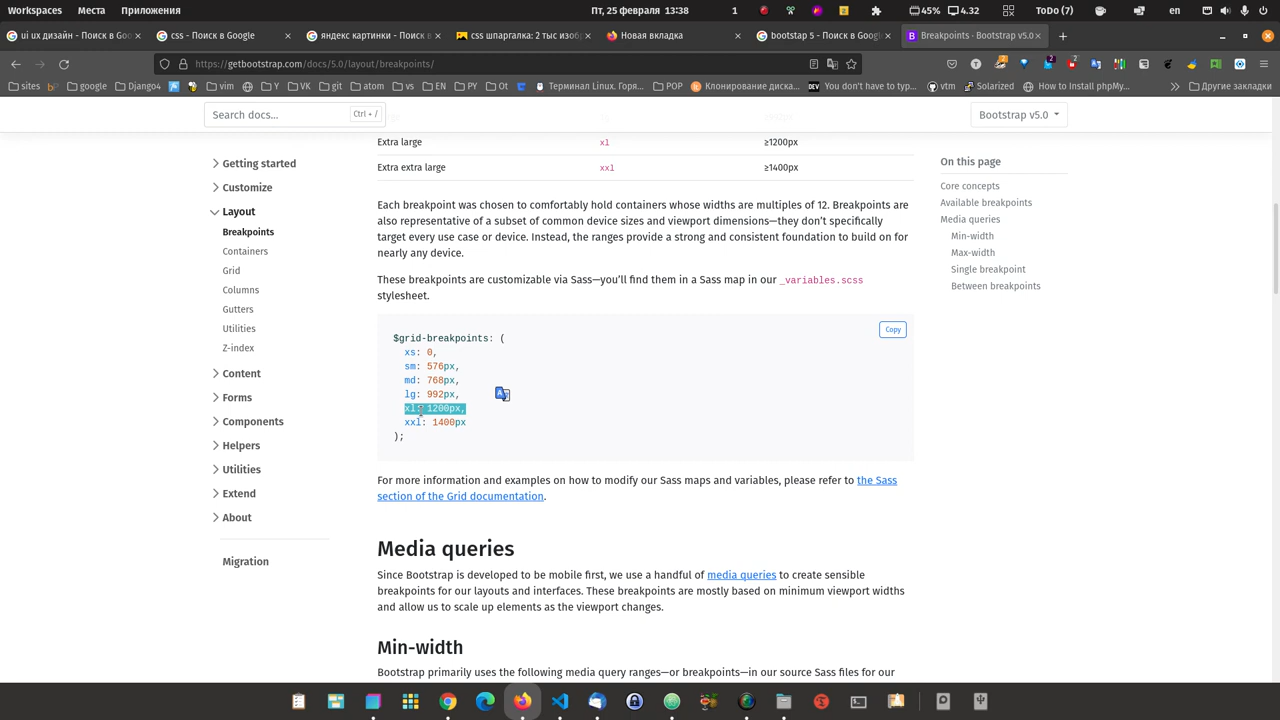 Workspaces Места Приложения Пт, 25 февраля 13:38 1 45% 4.32 ToDo (7) en
ui ux дизайн - Поиск в Goo css - Поиск в Google яндекс картинки - Поиск в css шпаргалка: 2 тыс изоб Новая вкладка bootstap 5 - Поиск в Google Breakpoints · Bootstrap v5.0
https://getbootstrap.com/docs/5.0/layout/breakpoints/
sites google Django4 vim Y VK git atom vs EN PY Ot Терминал Linux. Горя... POP Клонирование диска... You don't have to typ... vtm Solarized How to Install phpMy... Другие закладки
Search docs... Ctrl + /
Bootstrap v5.0
Extra large xl ≥1200px
Extra extra large xxl ≥1400px
Getting started
Customize
Layout
Breakpoints
Containers
Grid
Columns
Gutters
Utilities
Z-index
Content
Forms
Components
Helpers
Utilities
Extend
About
Migration
Each breakpoint was chosen to comfortably hold containers whose widths are multiples of 12. Breakpoints are
also representative of a subset of common device sizes and viewport dimensions—they don’t specifically
target every use case or device. Instead, the ranges provide a strong and consistent foundation to build on for
nearly any device.
These breakpoints are customizable via Sass—you’ll find them in a Sass map in our _variables.scss
stylesheet.
Copy
$grid-breakpoints: (
xs: 0,
sm: 576px,
md: 768px,
lg: 992px,
xl: 1200px,
xxl: 1400px
);
For more information and examples on how to modify our Sass maps and variables, please refer to the Sass
section of the Grid documentation.
Media queries
Since Bootstrap is developed to be mobile first, we use a handful of media queries to create sensible
breakpoints for our layouts and interfaces. These breakpoints are mostly based on minimum viewport widths
and allow us to scale up elements as the viewport changes.
Min-width
Bootstrap primarily uses the following media query ranges—or breakpoints—in our source Sass files for our
On this page
Core concepts
Available breakpoints
Media queries
Min-width
Max-width
Single breakpoint
Between breakpoints